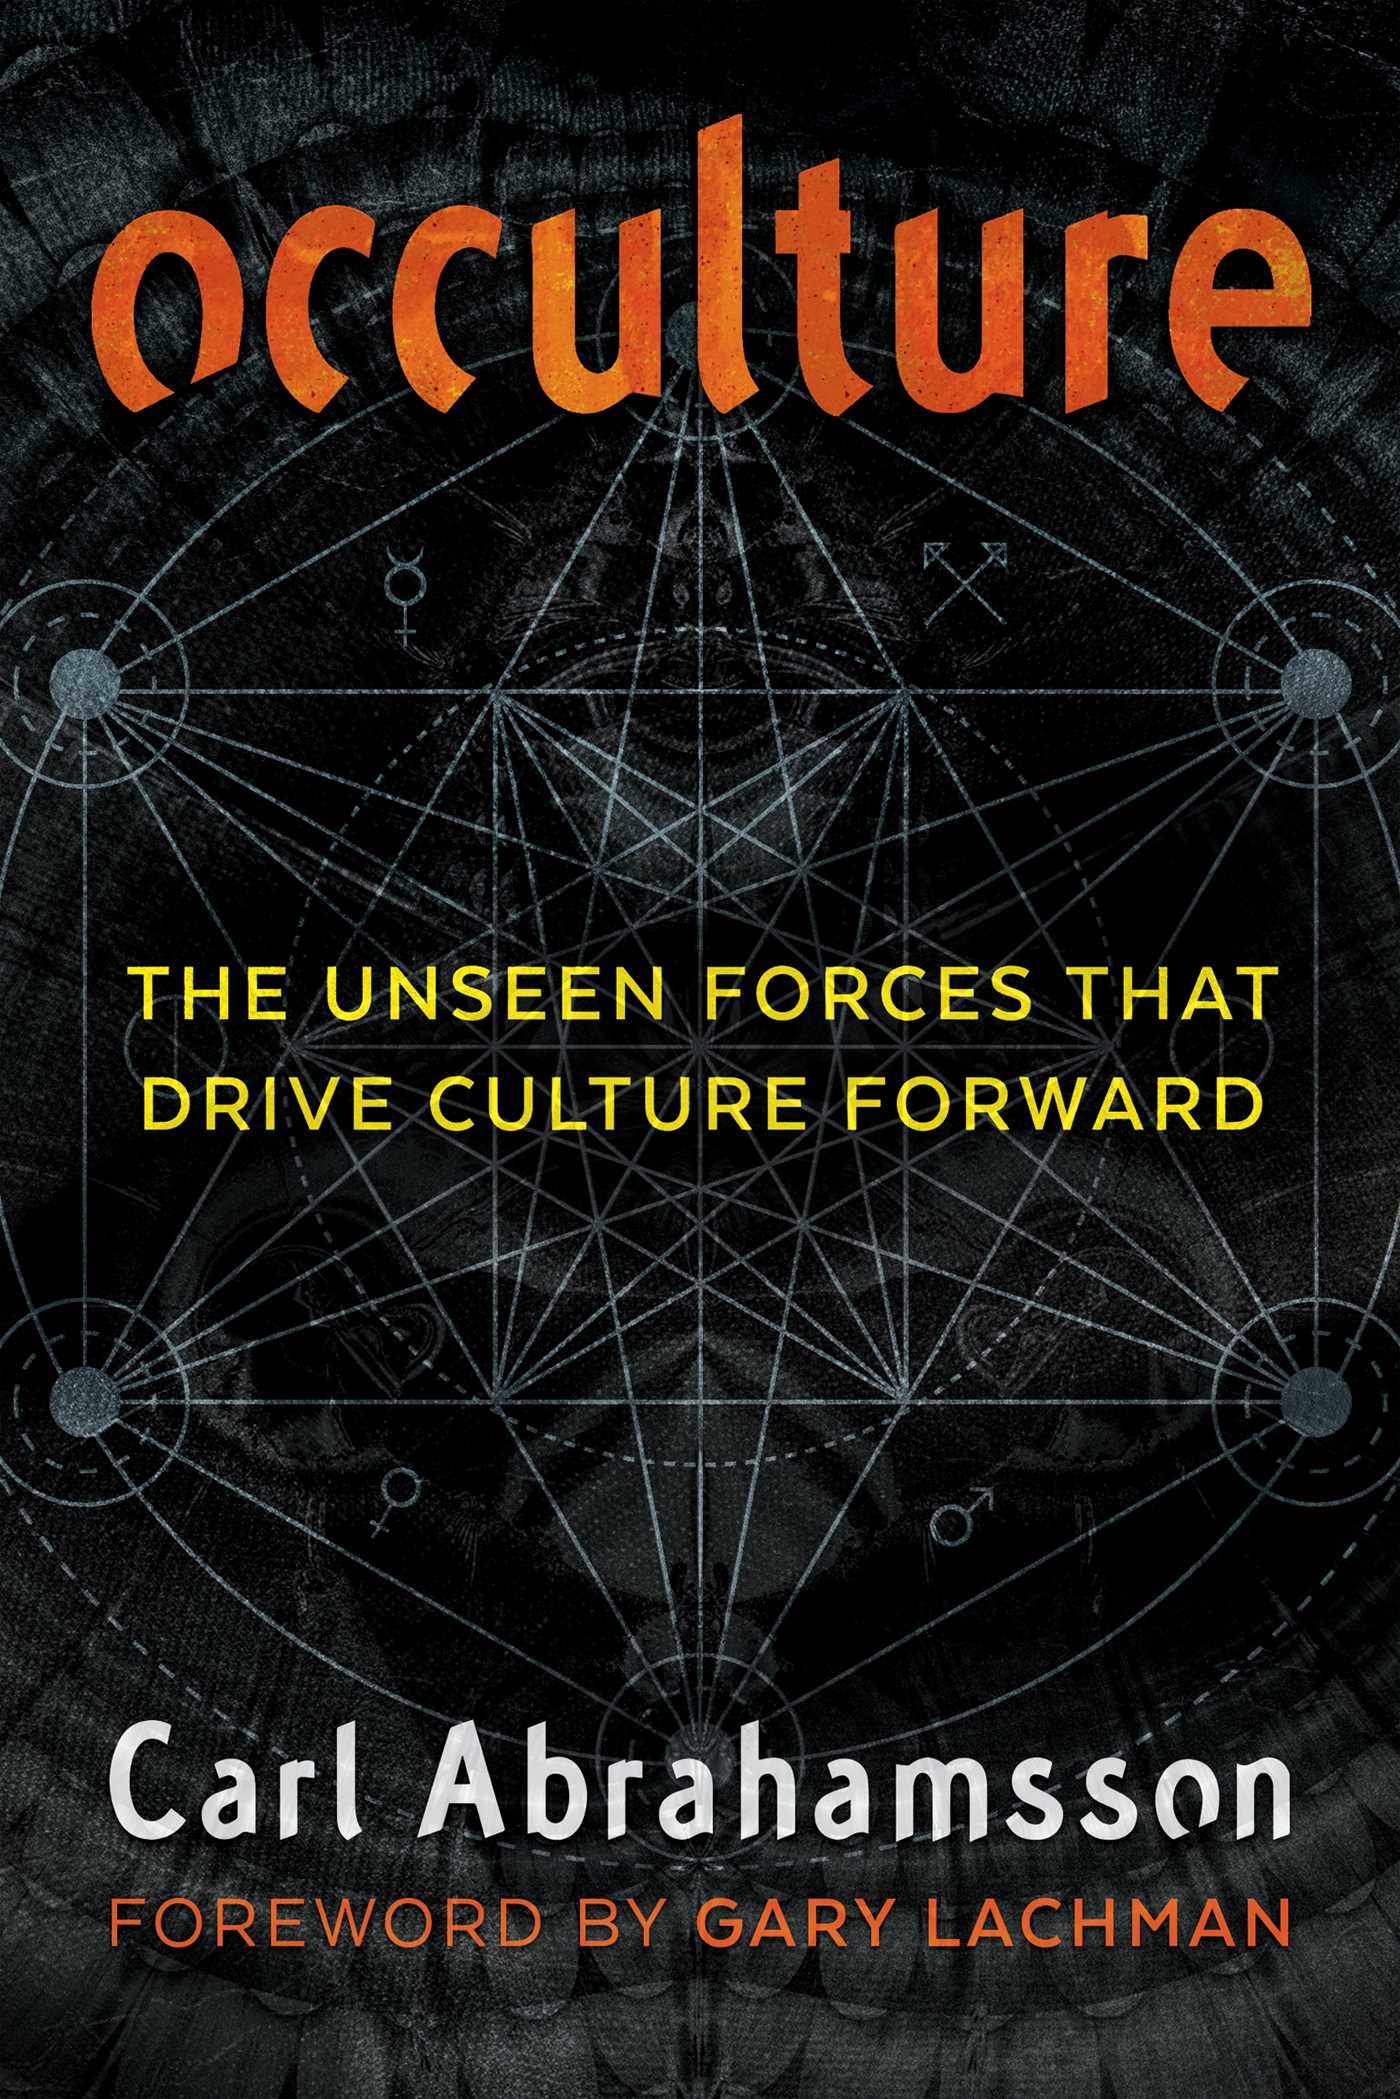 occulture
THE UNSEEN FORCES THAT
DRIVE CULTURE FORWARD
Carl Abrahamsson
FOREWORD BY GARY LACHMAN